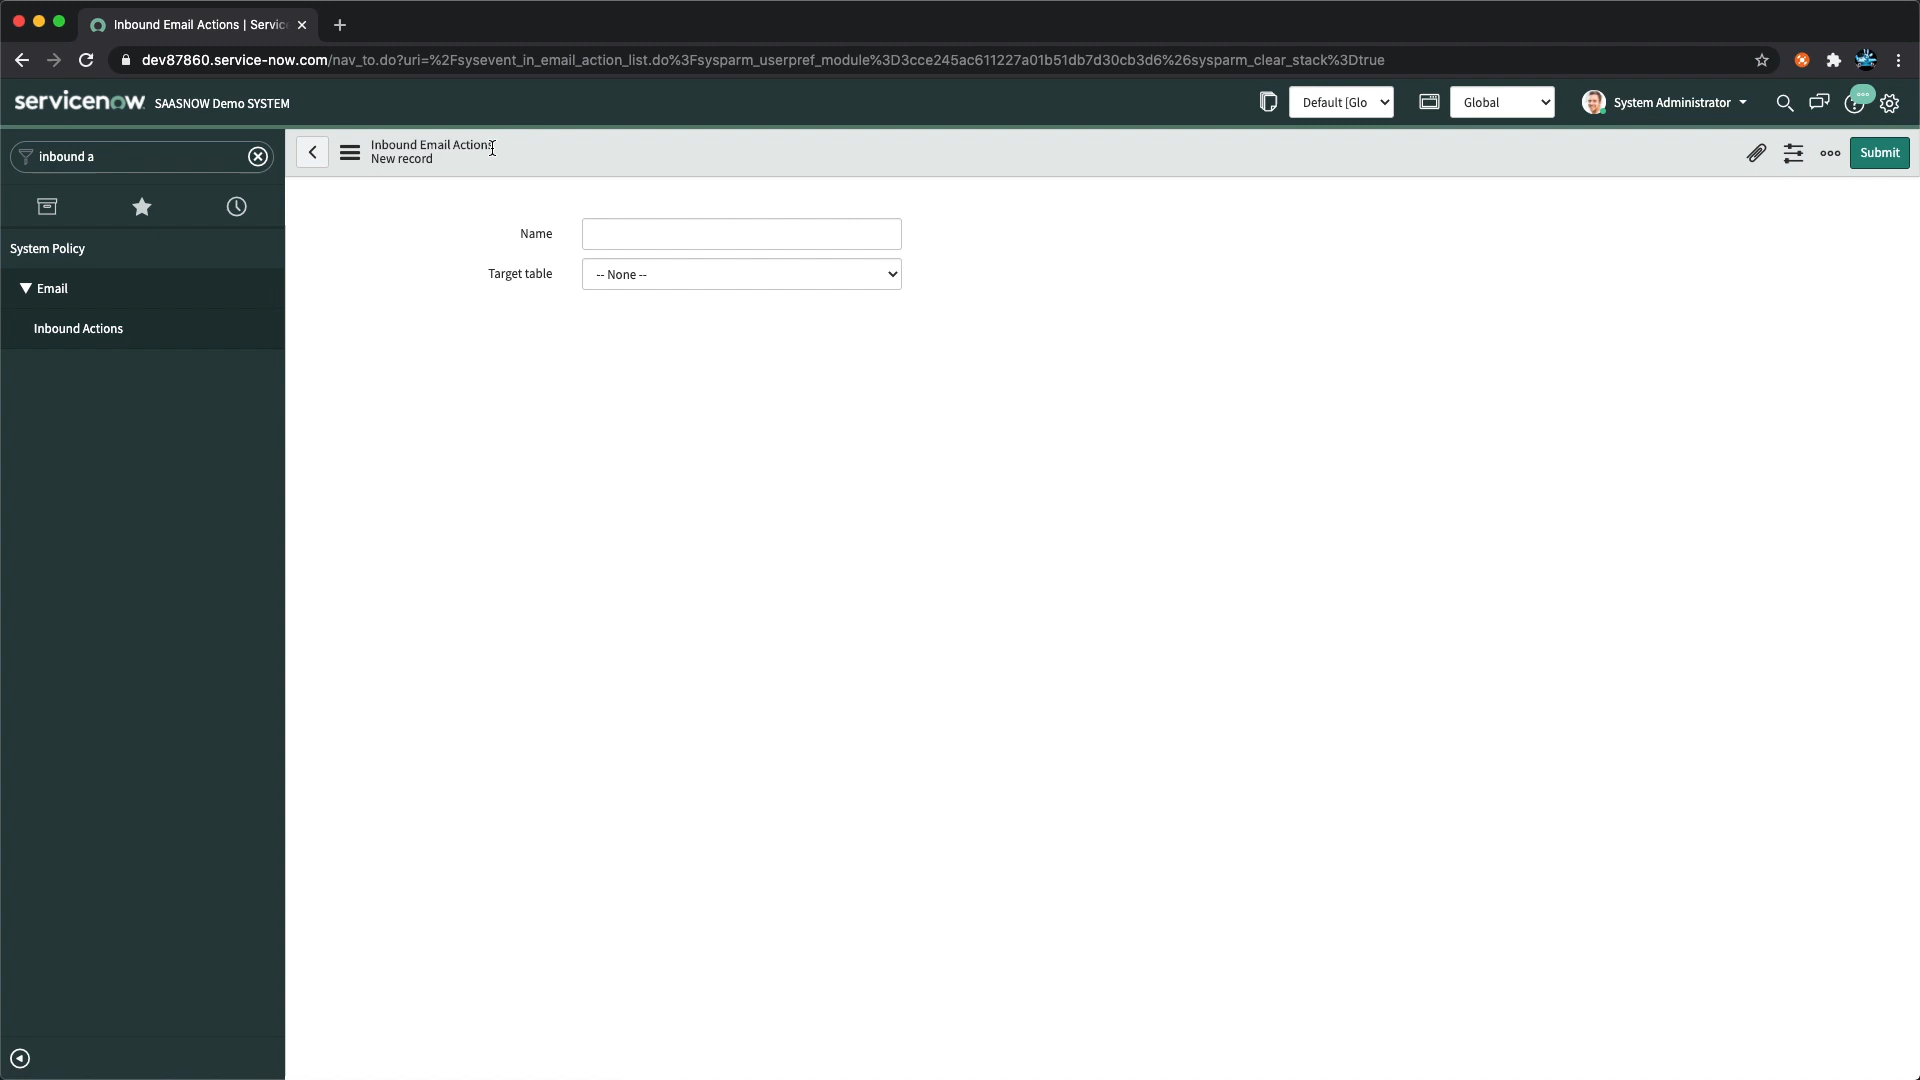 Inbound Email Actions | Servic
dev87860.service-now.com/nav_to.do?uri=%2Fsysevent_in_email_action_list.do%3Fsysparm_userpref_module%3D3cce245ac611227a01b51db7d30cb3d6%26sysparm_clear_stack%3Dtrue
servicenow SAASNOW Demo SYSTEM
Default [Glo
Global
System Administrator
inbound a
Inbound Email Actions
New record
Submit
System Policy
Email
Inbound Actions
Name
Target table
-- None --